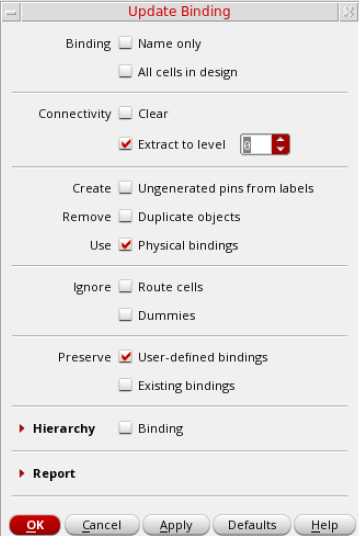 Update Binding
Binding Name only
All cells in design
Connectivity Clear
Extract to level 0
Create Ungenerated pins from labels
Remove Duplicate objects
Use Physical bindings
Ignore Route cells
Dummies
Preserve User-defined bindings
Existing bindings
Hierarchy Binding
Report
OK Cancel Apply Defaults Help